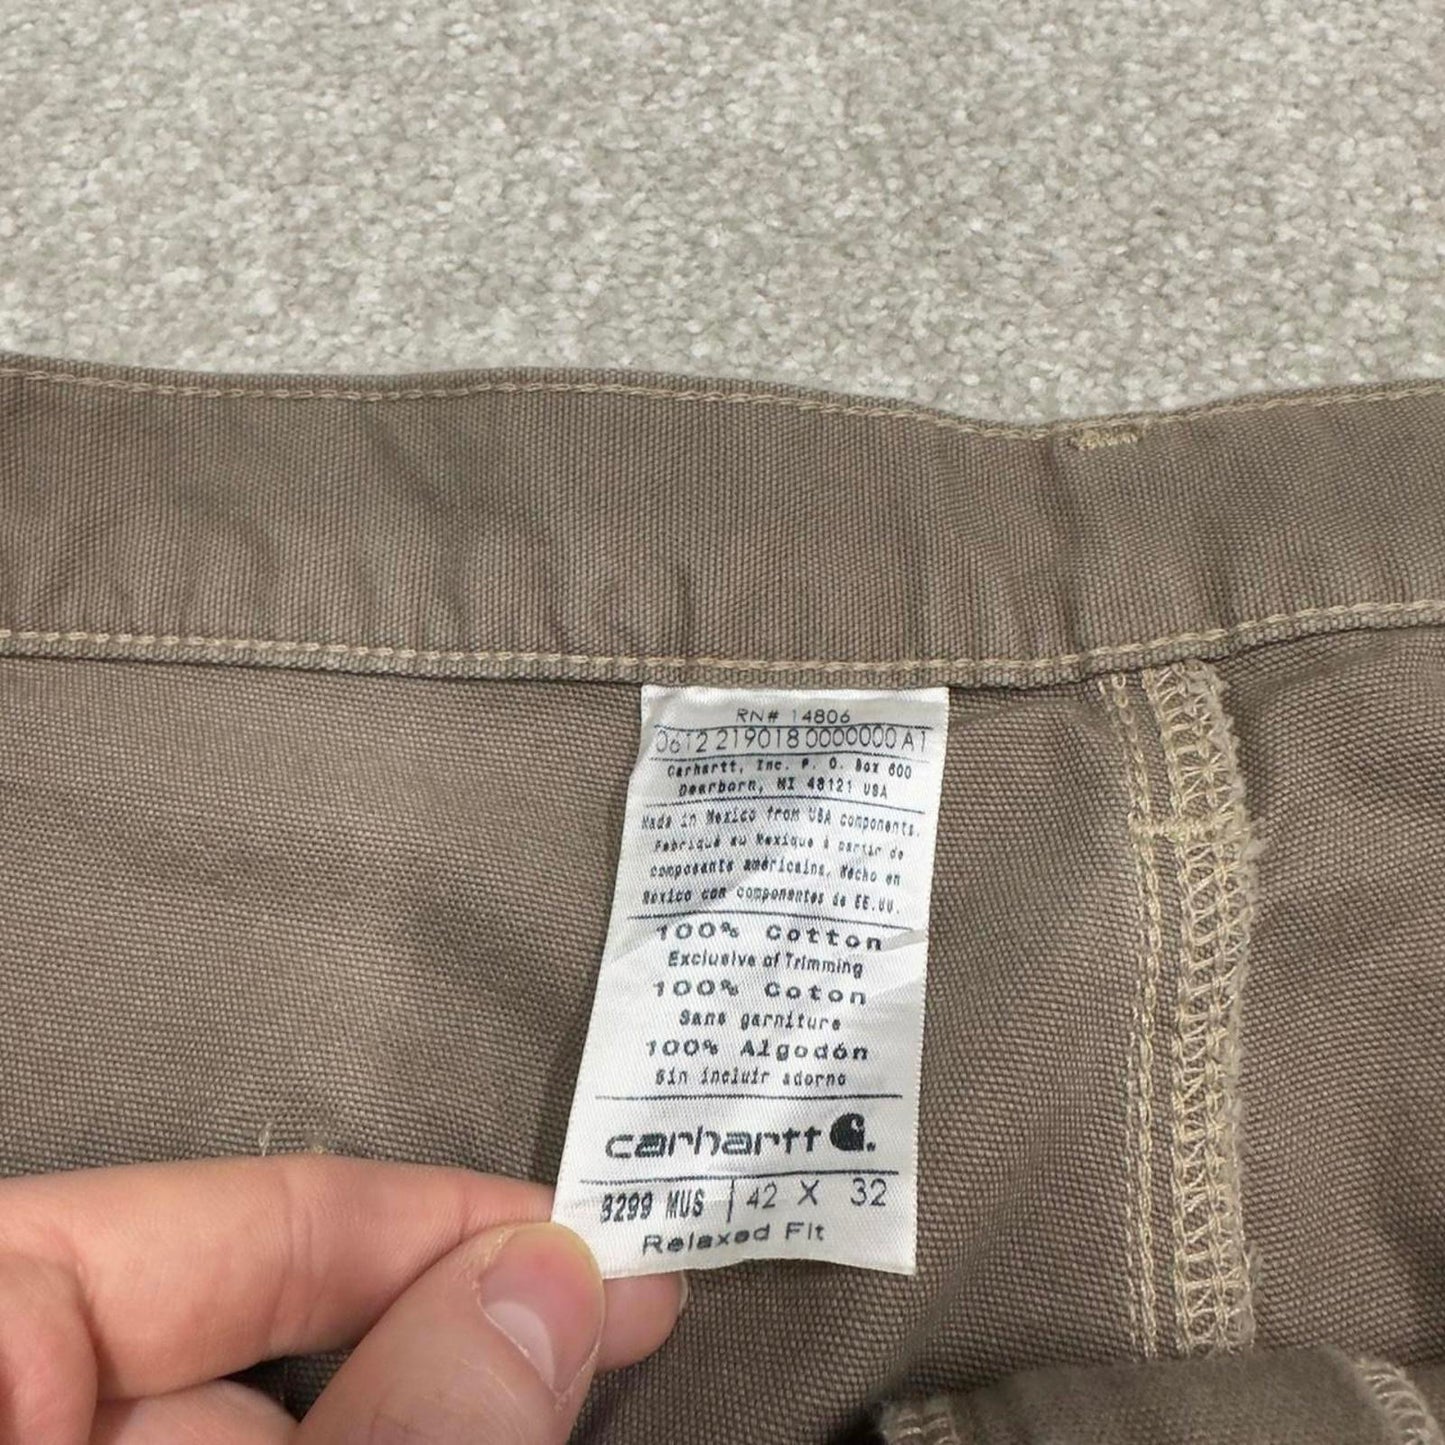 RN# 14806
0612 219018 0000000 A1
Carhartt, Inc. P. O. Box 600
Dearborn, MI 48121 USA
Made in Mexico from USA components.
Fabriqué au Mexique à partir de
composants américains. Hecho en
Mexico con componentes de EE.UU.
100% Cotton
Exclusive of Trimming
100% Coton
Sans garniture
100% Algodón
Sin incluir adorno
carhartt
MUS 42 X 32
Relaxed Fit